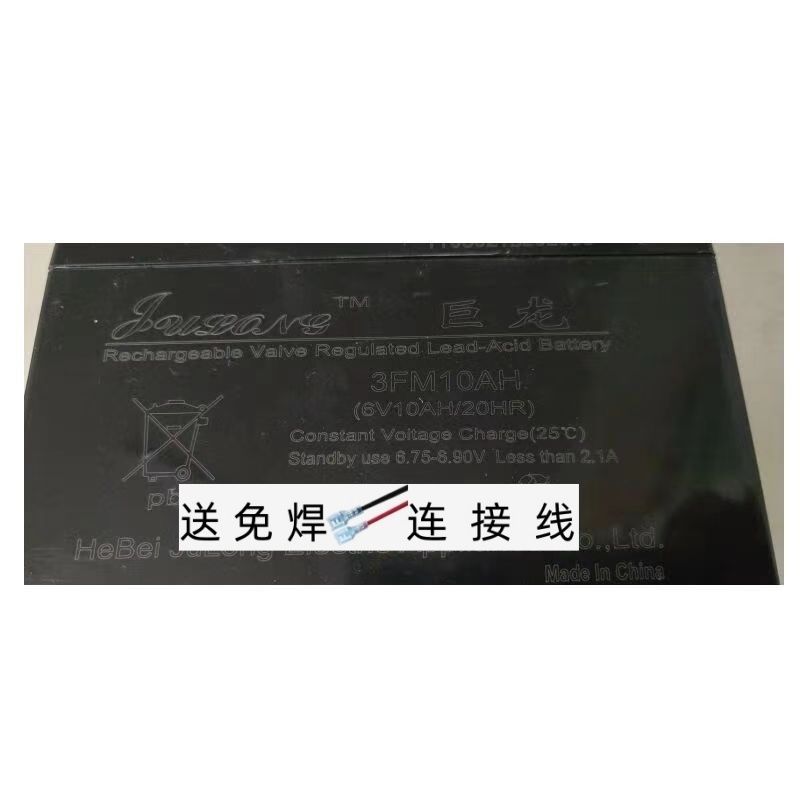 JuLONG TM 巨龙
Rechargeable Valve Regulated Lead-Acid Battery
3FM10AH
(6V10AH/20HR)
Constant Voltage Charge(25℃)
Standby use 6.75-6.90V Less than 2.1A
pb
送免焊 连接线
HeBei JuLong Co.,Ltd.
Made In China